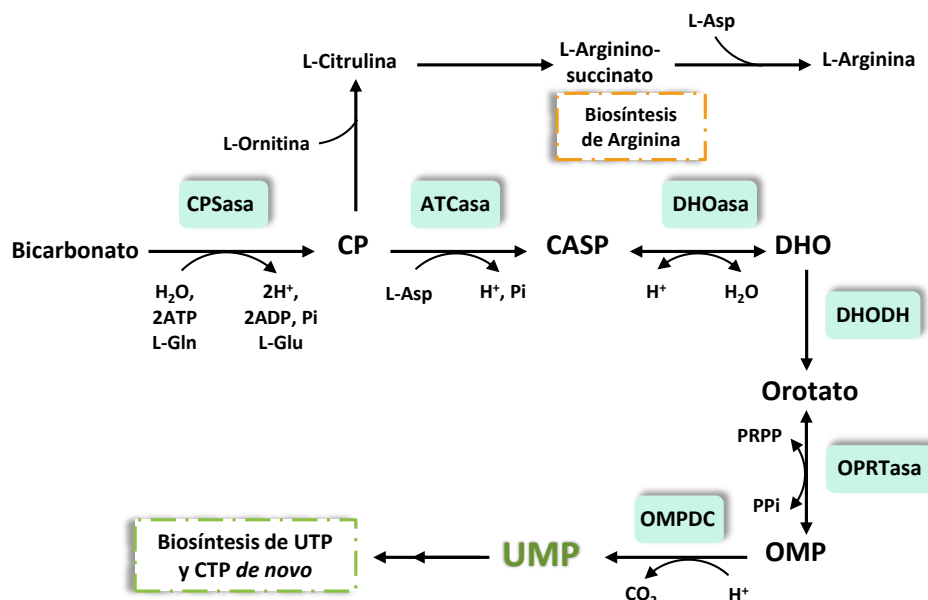 L-Asp
L-Citrulina
L-Arginino-
succinato
L-Arginina
Biosíntesis
de Arginina
L-Ornitina
CPSasa
ATCasa
DHOasa
Bicarbonato
CP
CASP
DHO
H₂O,
2ATP
L-Gln
2H⁺,
2ADP, Pi
L-Glu
L-Asp
H⁺, Pi
H⁺
H₂O
DHODH
Orotato
PRPP
OPRTasa
PPi
OMPDC
Biosíntesis de UTP
y CTP de novo
UMP
OMP
CO₂
H⁺